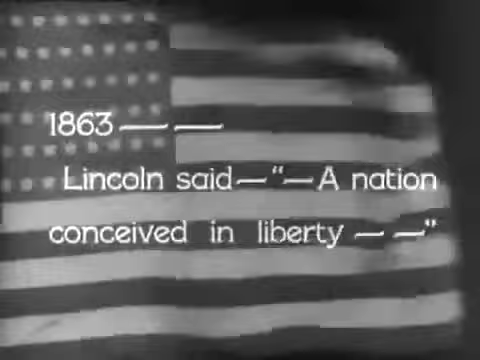 1863— —
Lincoln said—“—A nation
conceived in liberty — —”